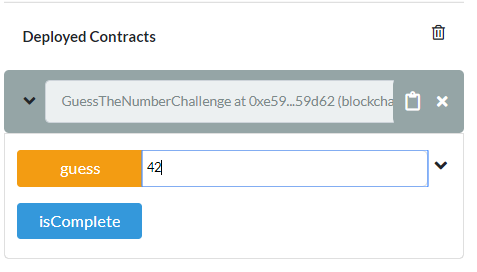 Deployed Contracts
GuessTheNumberChallenge at 0xe59...59d62 (blockcha
guess 42
isComplete